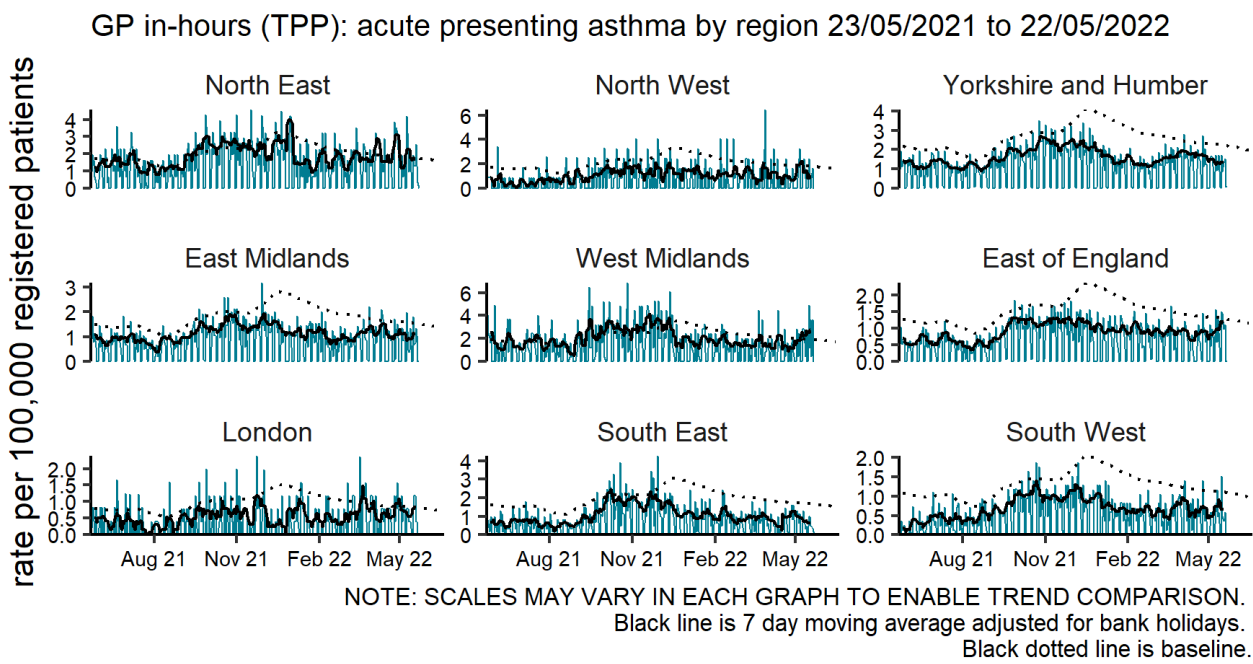 GP in-hours (TPP): acute presenting asthma by region 23/05/2021 to 22/05/2022
rate per 100,000 registered patients
North East
4
3
2
1
0
North West
6
4
2
0
Yorkshire and Humber
4
3
2
1
0
East Midlands
3
2
1
0
West Midlands
6
4
2
0
East of England
2.0
1.5
1.0
0.5
0.0
London
2.0
1.5
1.0
0.5
0.0
Aug 21 Nov 21 Feb 22 May 22
South East
4
3
2
1
0
Aug 21 Nov 21 Feb 22 May 22
South West
2.0
1.5
1.0
0.5
0.0
Aug 21 Nov 21 Feb 22 May 22
NOTE: SCALES MAY VARY IN EACH GRAPH TO ENABLE TREND COMPARISON.
Black line is 7 day moving average adjusted for bank holidays.
Black dotted line is baseline.